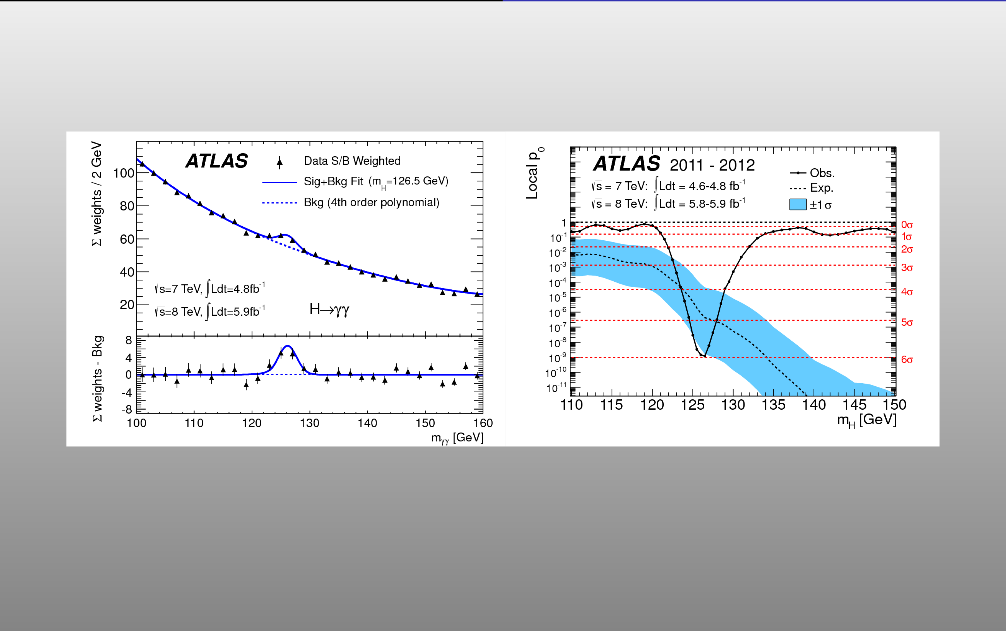 ATLAS
Data S/B Weighted
Sig+Bkg Fit (mH=126.5 GeV)
Bkg (4th order polynomial)
Σ weights / 2 GeV
100
80
60
40
20
√s=7 TeV, ∫Ldt=4.8fb-1
√s=8 TeV, ∫Ldt=5.9fb-1
H→γγ
Σ weights - Bkg
8
4
0
-4
-8
100 110 120 130 140 150 160
mγγ [GeV]
Local p0
ATLAS 2011 - 2012
√s = 7 TeV: ∫Ldt = 4.6-4.8 fb-1
√s = 8 TeV: ∫Ldt = 5.8-5.9 fb-1
Obs.
Exp.
±1σ
1
10-1
10-2
10-3
10-4
10-5
10-6
10-7
10-8
10-9
10-10
10-11
0σ
1σ
2σ
3σ
4σ
5σ
6σ
110 115 120 125 130 135 140 145 150
mH [GeV]